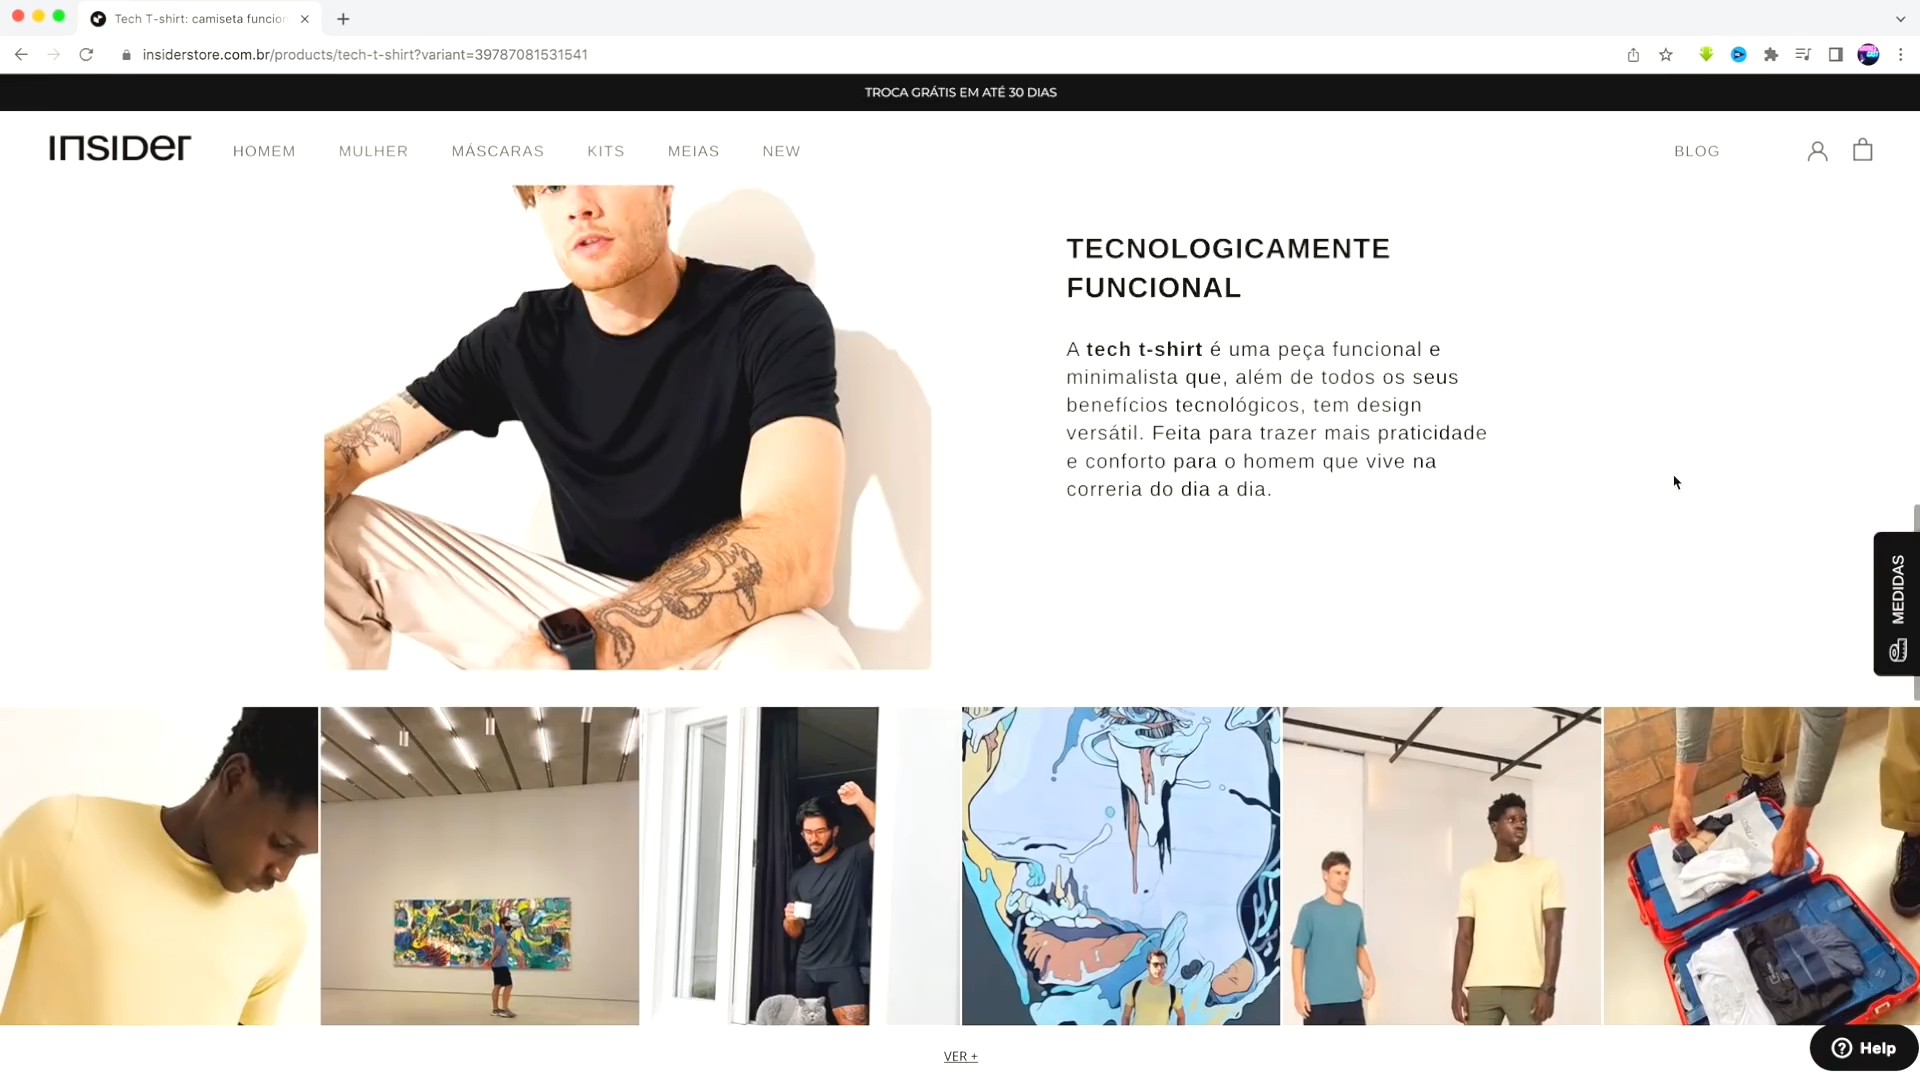 Tech T-shirt: camiseta funcion
insiderstore.com.br/products/tech-t-shirt?variant=39787081531541
TROCA GRÁTIS EM ATÉ 30 DIAS
INSIDER HOMEM MULHER MÁSCARAS KITS MEIAS NEW BLOG
TECNOLOGICAMENTE
FUNCIONAL
A tech t-shirt é uma peça funcional e
minimalista que, além de todos os seus
benefícios tecnológicos, tem design
versátil. Feita para trazer mais praticidade
e conforto para o homem que vive na
correria do dia a dia.
MEDIDAS
VER +
Help